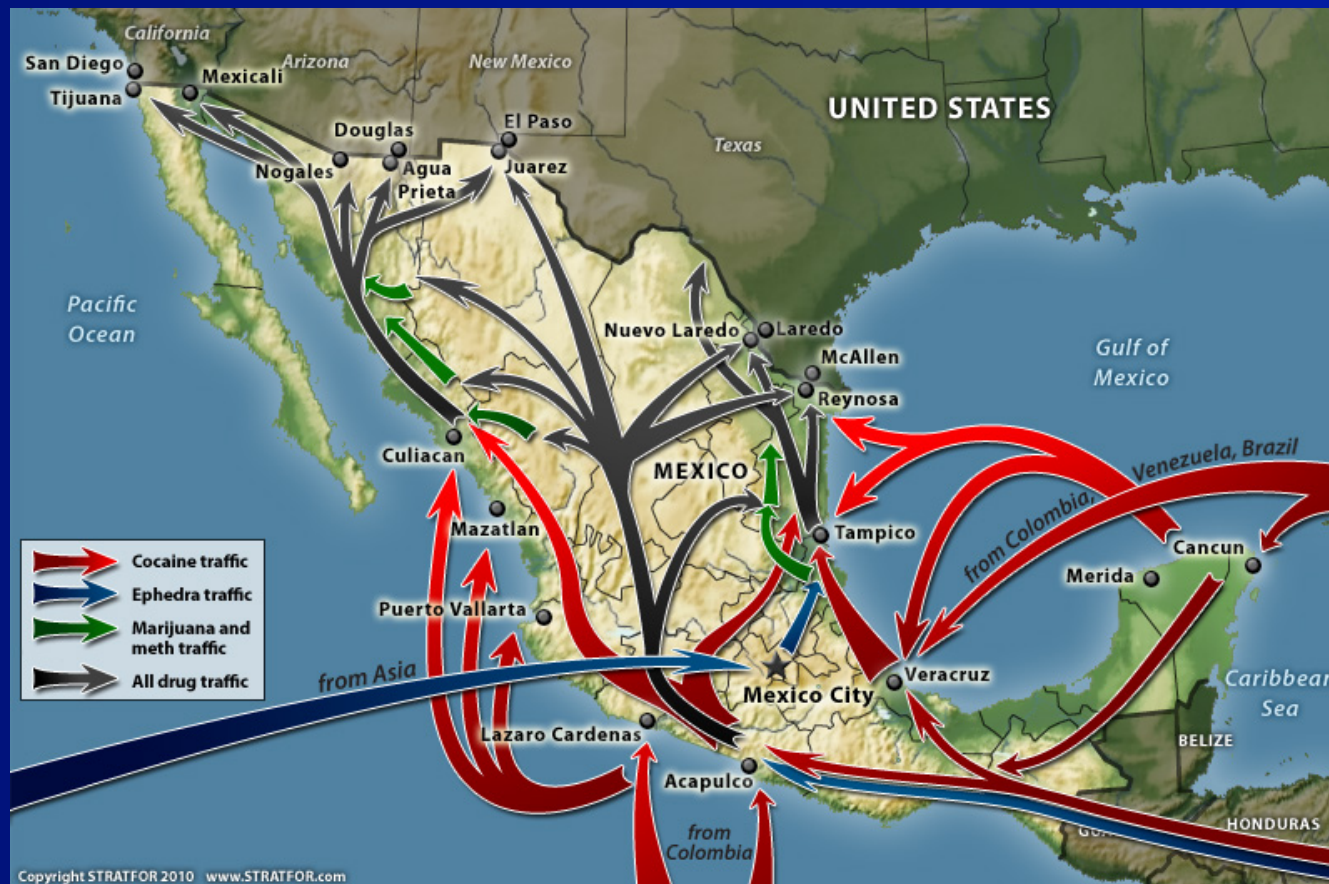 California
San Diego
Arizona
New Mexico
Mexicali
Tijuana
UNITED STATES
El Paso
Douglas
Texas
Nogales
Agua
Prieta
Juarez
Pacific
Ocean
Nuevo Laredo
Laredo
McAllen
Reynosa
Gulf of
Mexico
Culiacan
MEXICO
from Colombia, Venezuela, Brazil
Mazatlan
Tampico
Cancun
Merida
Cocaine traffic
Ephedra traffic
Marijuana and
meth traffic
All drug traffic
Puerto Vallarta
from Asia
Mexico City
Veracruz
Caribbean
Sea
Lazaro Cardenas
BELIZE
Acapulco
from
Colombia
HONDURAS
Copyright STRATFOR 2010 www.STRATFOR.com